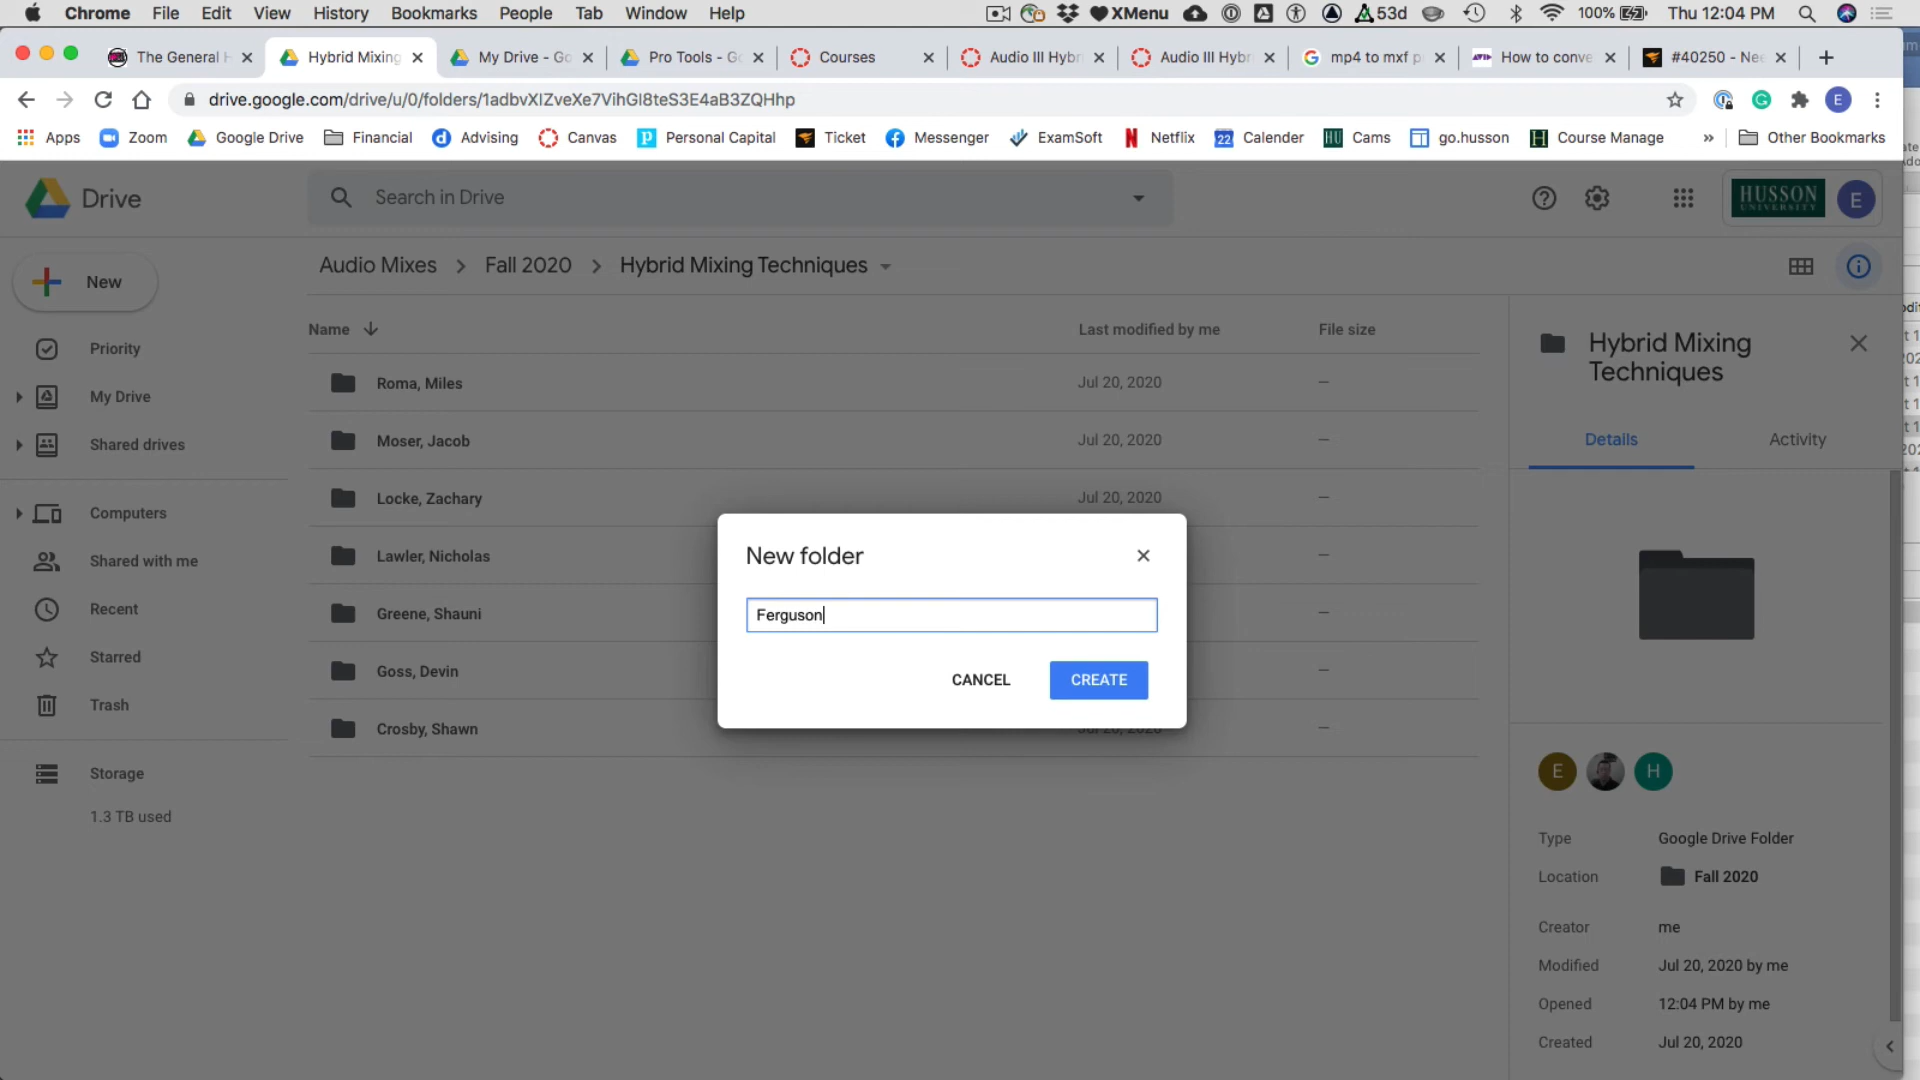 Chrome File Edit View History Bookmarks People Tab Window Help XMenu 53d 100% Thu 12:04 PM
The General H Hybrid Mixing My Drive - Go Pro Tools - Go Courses Audio III Hybr Audio III Hybr mp4 to mxf p How to conve #40250 - Nee
drive.google.com/drive/u/0/folders/1adbvXIZveXe7VihGl8teS3E4aB3ZQHhp
Apps Zoom Google Drive Financial Advising Canvas Personal Capital Ticket Messenger ExamSoft Netflix 22 Calender Cams go.husson Course Manage » Other Bookmarks
Drive
Search in Drive
HUSSON
UNIVERSITY
E
Audio Mixes > Fall 2020 > Hybrid Mixing Techniques
New
Priority
My Drive
Shared drives
Computers
Shared with me
Recent
Starred
Trash
Storage
1.3 TB used
Name Last modified by me File size
Roma, Miles Jul 20, 2020 —
Moser, Jacob Jul 20, 2020 —
Locke, Zachary Jul 20, 2020 —
Lawler, Nicholas —
Greene, Shauni —
Goss, Devin —
Crosby, Shawn Jul 20, 2020 —
New folder
Ferguson
CANCEL CREATE
Hybrid Mixing
Techniques
Details Activity
E H
Type Google Drive Folder
Location Fall 2020
Creator me
Modified Jul 20, 2020 by me
Opened 12:04 PM by me
Created Jul 20, 2020